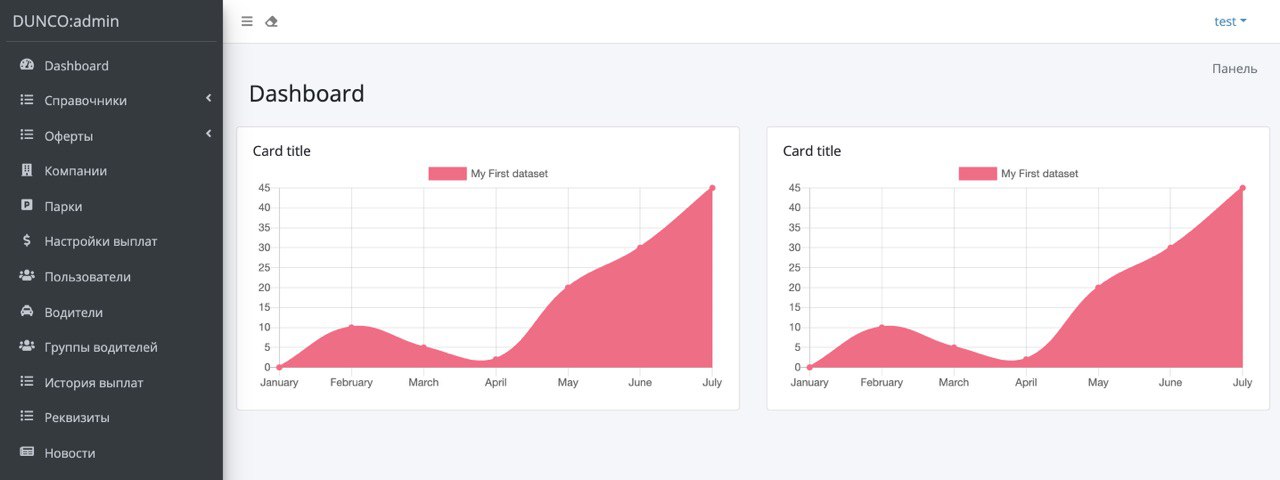 DUNCO:admin
test
Dashboard
Справочники
Оферты
Компании
Парки
Настройки выплат
Пользователи
Водители
Группы водителей
История выплат
Реквизиты
Новости
Панель
Dashboard
Card title
My First dataset
45
40
35
30
25
20
15
10
5
0
January February March April May June July
Card title
My First dataset
45
40
35
30
25
20
15
10
5
0
January February March April May June July